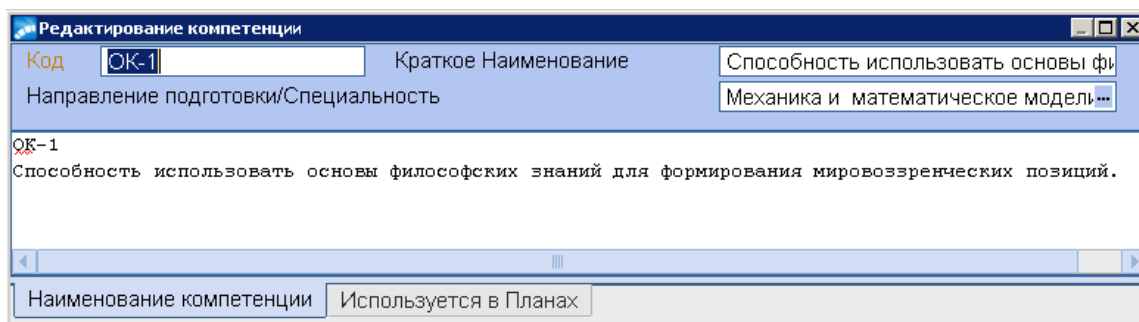 Редактирование компетенции
Код ОК-1 Краткое Наименование Способность использовать основы фи
Направление подготовки/Специальность Механика и математическое модели...
ОК-1
Способность использовать основы философских знаний для формирования мировоззренческих позиций.
Наименование компетенции Используется в Планах